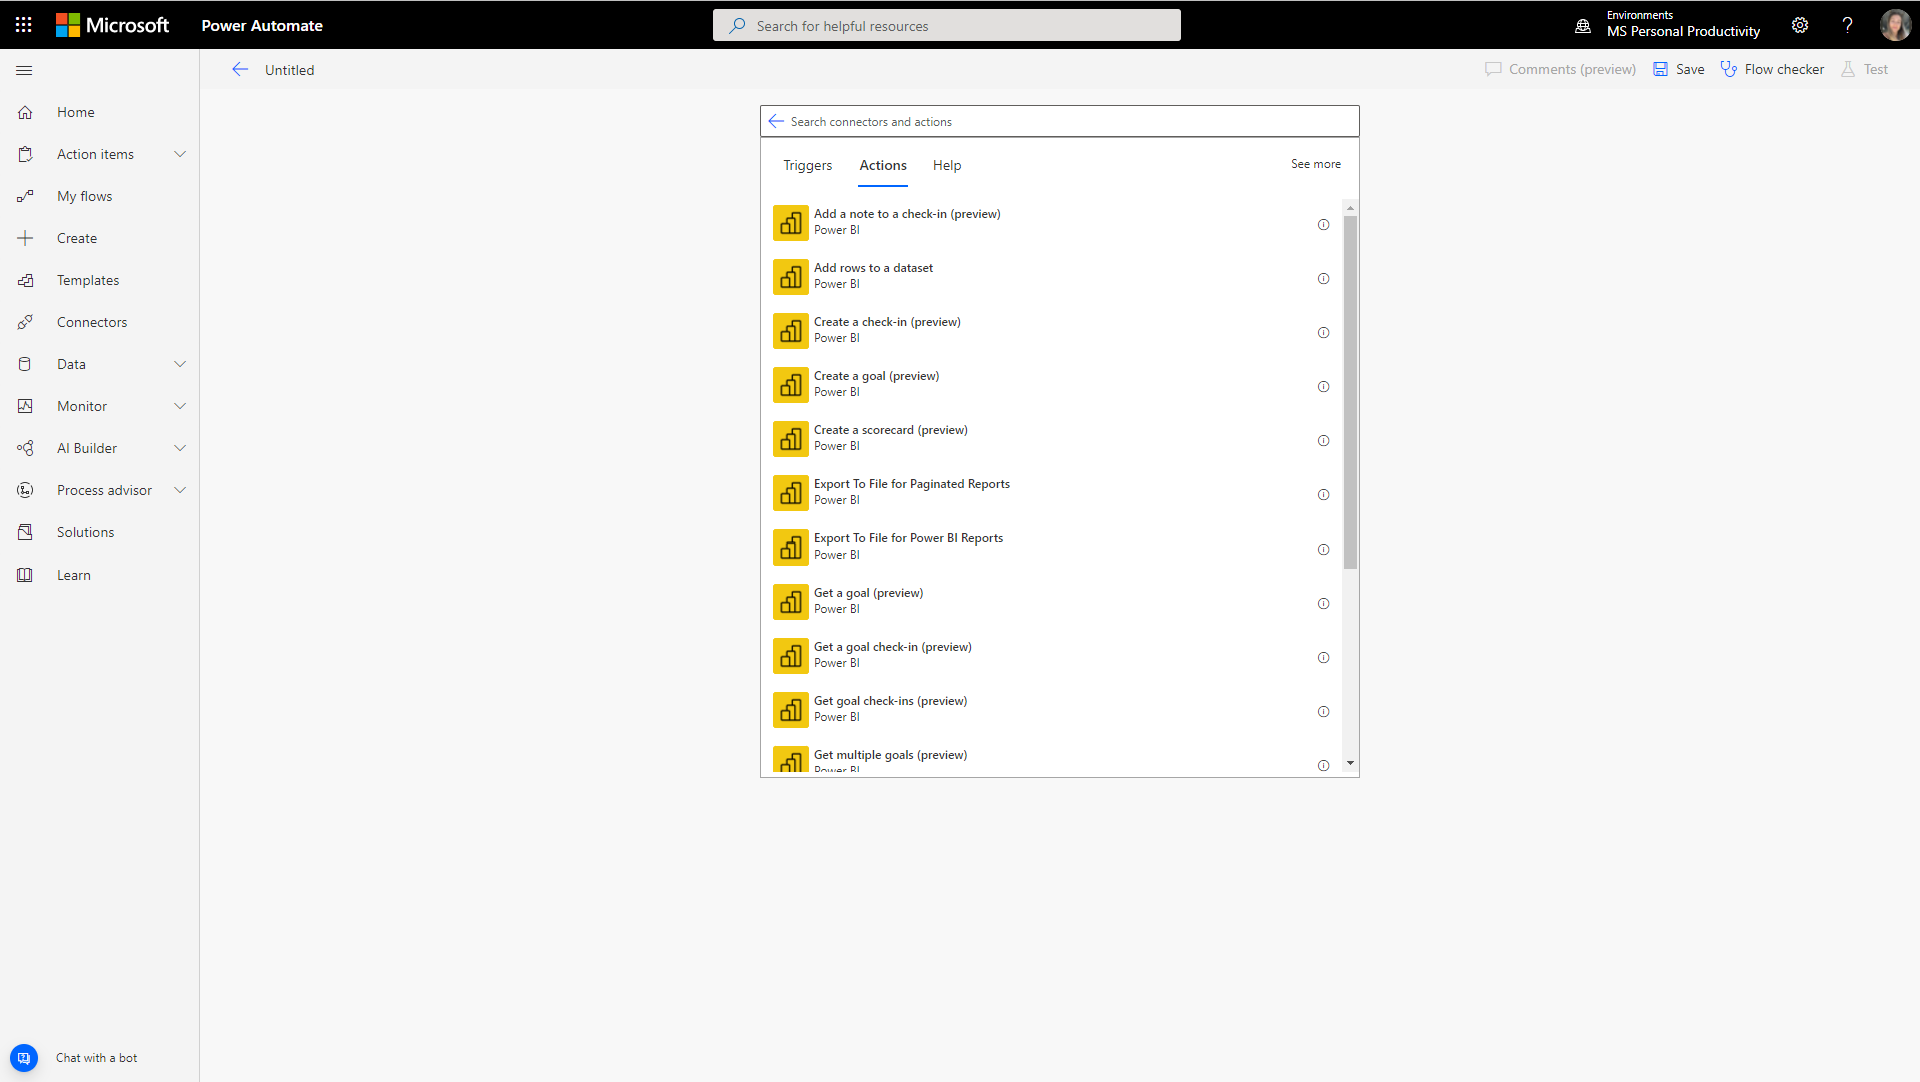 Microsoft
Power Automate
Search for helpful resources
Environments
MS Personal Productivity
Untitled
Comments (preview)
Save
Flow checker
Test
Home
Action items
My flows
Create
Templates
Connectors
Data
Monitor
AI Builder
Process advisor
Solutions
Learn
Chat with a bot
Search connectors and actions
Triggers
Actions
Help
See more
Add a note to a check-in (preview)
Power BI
Add rows to a dataset
Power BI
Create a check-in (preview)
Power BI
Create a goal (preview)
Power BI
Create a scorecard (preview)
Power BI
Export To File for Paginated Reports
Power BI
Export To File for Power BI Reports
Power BI
Get a goal (preview)
Power BI
Get a goal check-in (preview)
Power BI
Get goal check-ins (preview)
Power BI
Get multiple goals (preview)
Power BI